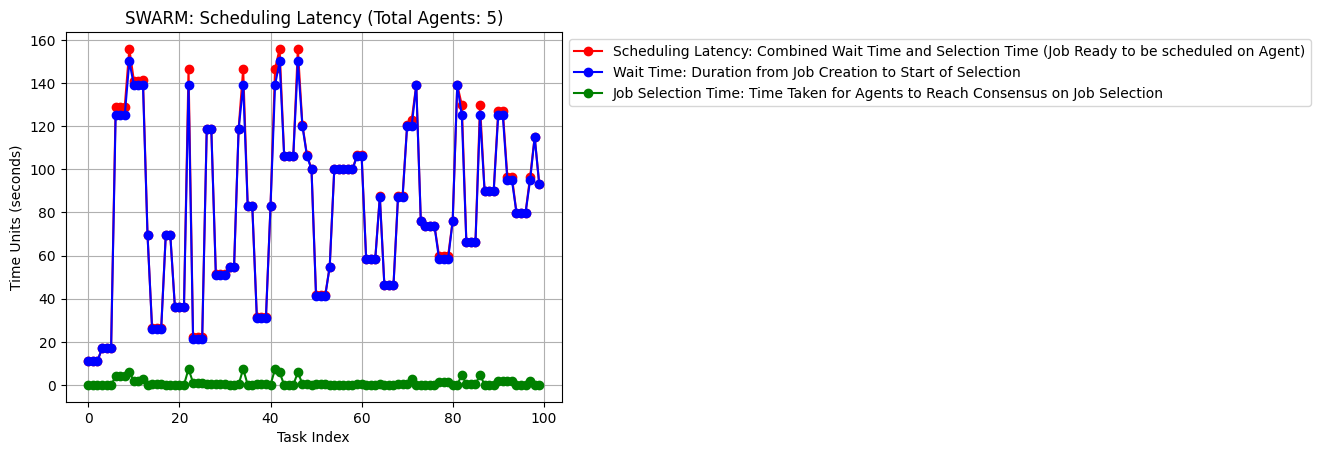 SWARM: Scheduling Latency (Total Agents: 5)
Scheduling Latency: Combined Wait Time and Selection Time (Job Ready to be scheduled on Agent)
Wait Time: Duration from Job Creation to Start of Selection
Job Selection Time: Time Taken for Agents to Reach Consensus on Job Selection
Time Units (seconds)
160
140
120
100
80
60
40
20
0
0 20 40 60 80 100
Task Index